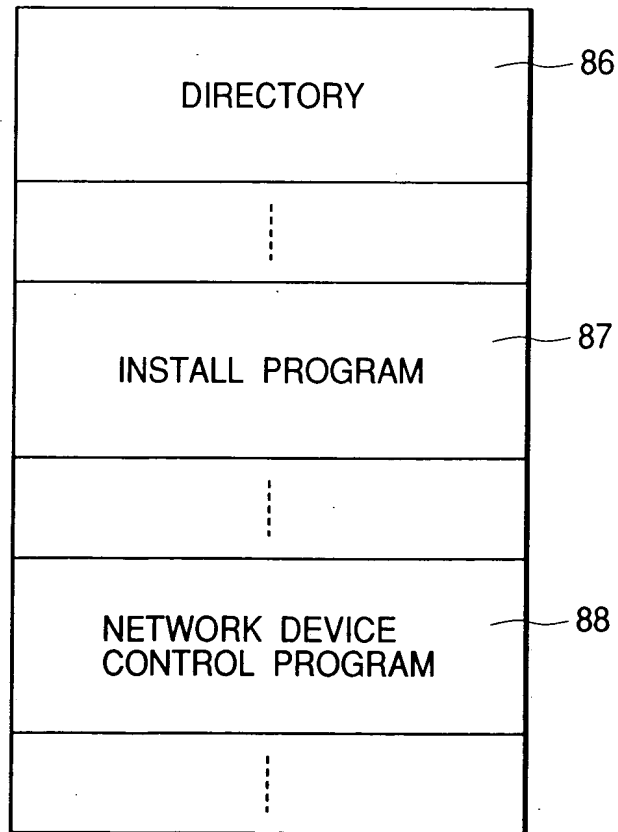 DIRECTORY
86
INSTALL PROGRAM
87
NETWORK DEVICE
CONTROL PROGRAM
88